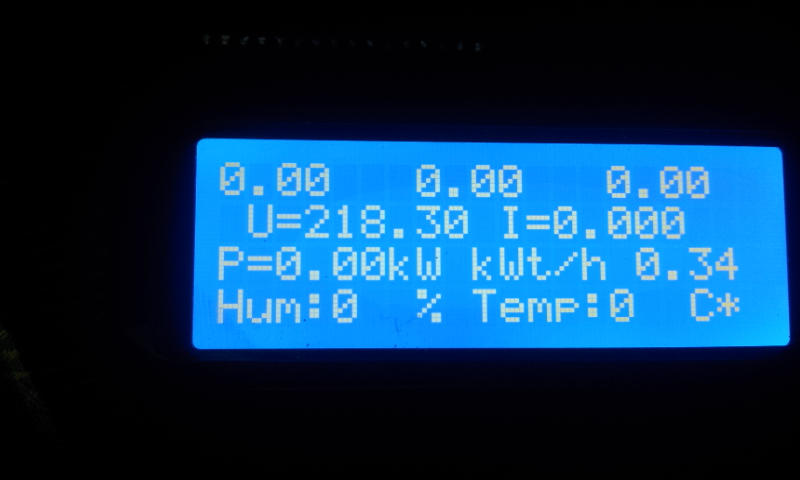 0.00 0.00 0.00
U=218.30 I=0.000
P=0.00kW kWt/h 0.34
Hum:0 % Temp:0 C*